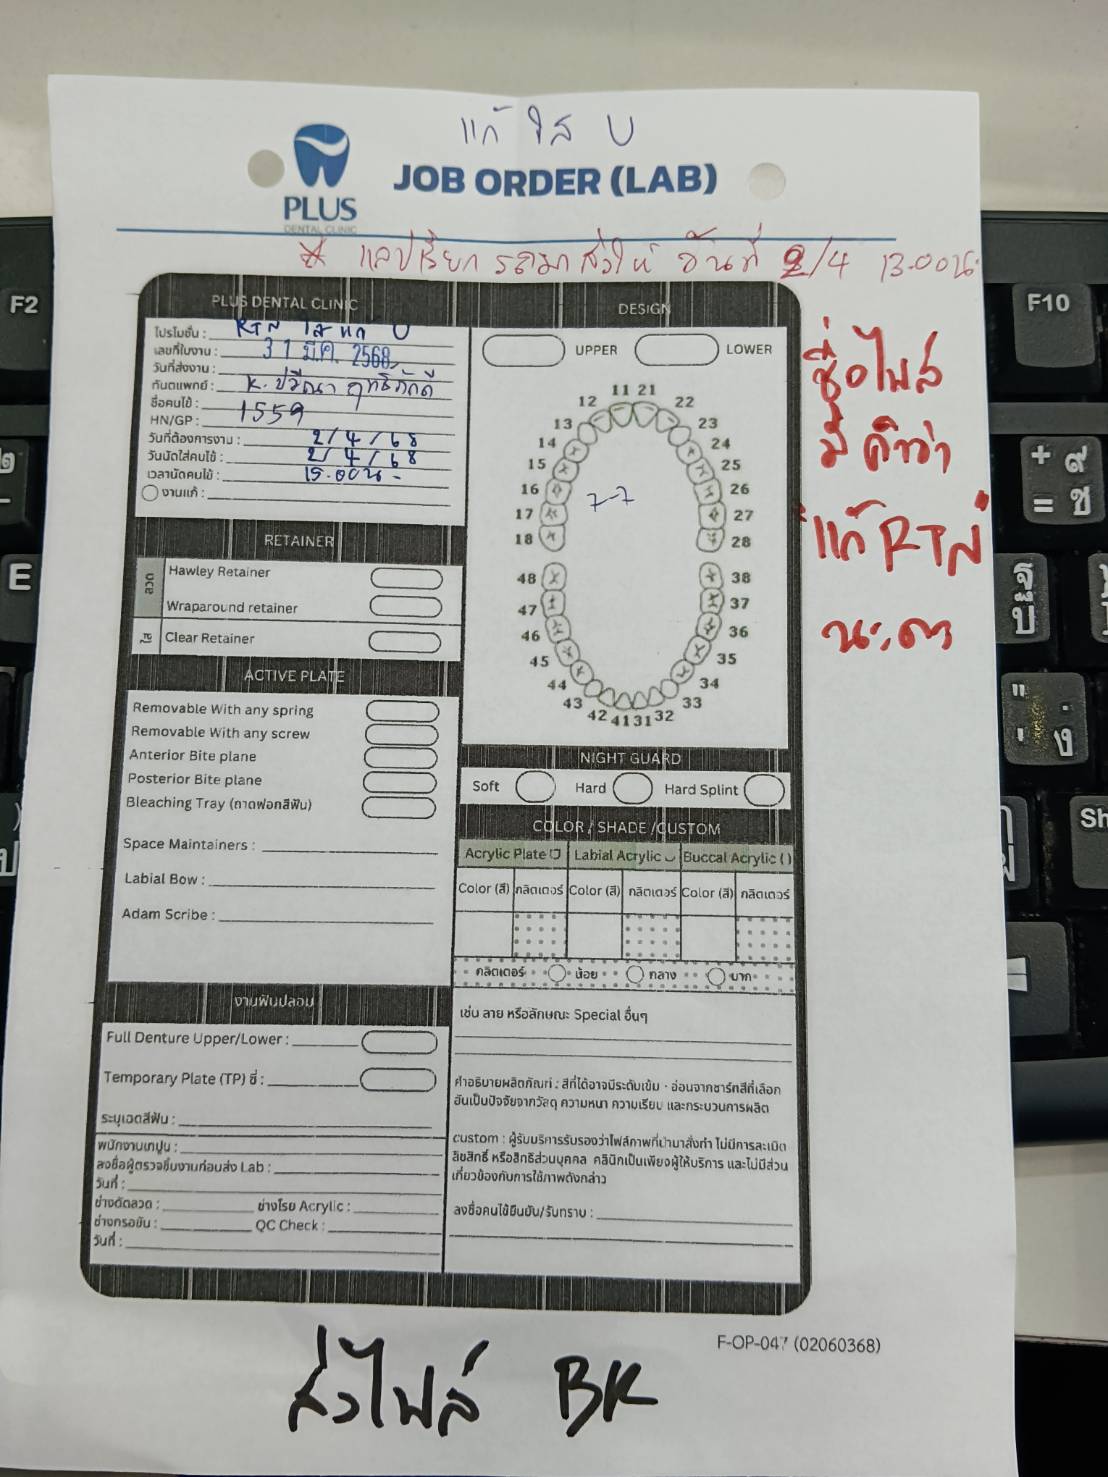 แก้ ใส U
PLUS
DENTAL CLINIC
JOB ORDER (LAB)
* แลปเรียกรถมาส่งให้ วันที่ 2/4 13.00น.
PLUS DENTAL CLINIC
โปรโมชั่น : RTN ใส แก้ U
เลขที่ใบงาน :
วันที่ส่งงาน : 31 มี.ค. 2568
ทันตแพทย์ :
ชื่อคนไข้ : K. ปวีณา ฤทธิภักดี
HN/GP : 1559
วันที่ต้องการงาน : 2/4/68
วันนัดใส่คนไข้ : 2/4/68
เวลานัดคนไข้ : 15.00น.
งานแก้ :
RETAINER
ลวด
Hawley Retainer
Wraparound retainer
ใส
Clear Retainer
ACTIVE PLATE
Removable With any spring
Removable With any screw
Anterior Bite plane
Posterior Bite plane
Bleaching Tray (ถาดฟอกสีฟัน)
Space Maintainers :
Labial Bow :
Adam Scribe :
งานฟันปลอม
Full Denture Upper/Lower :
Temporary Plate (TP) ซี่ :
ระบุเฉดสีฟัน :
พนักงานเทปูน :
ลงชื่อผู้ตรวจชิ้นงานก่อนส่ง Lab :
วันที่ :
ช่างดัดลวด : ช่างโรย Acrylic :
ช่างกรอขัน : QC Check :
วันที่ :
DESIGN
UPPER LOWER
11 21
12 22
13 23
14 24
15 25
16 7-7 26
17 27
18 28
48 38
47 37
46 36
45 35
44 34
43 33
42 41 31 32
NIGHT GUARD
Soft Hard Hard Splint
COLOR / SHADE /CUSTOM
Acrylic Plate Labial Acrylic Buccal Acrylic ( )
Color (สี) กลิตเตอร์ Color (สี) กลิตเตอร์ Color (สี) กลิตเตอร์
กลิตเตอร์ น้อย กลาง มาก
เช่น ลาย หรือลักษณะ Special อื่นๆ
คำอธิบายผลิตภัณฑ์ : สีที่ได้อาจมีระดับเข้ม - อ่อนจากชาร์ทสีที่เลือก
อันเป็นปัจจัยจากวัสดุ ความหนา ความเรียบ และกระบวนการผลิต
custom : ผู้รับบริการรับรองว่าไฟล์ภาพที่นำมาสั่งทำ ไม่มีการละเมิด
ลิขสิทธิ์ หรือสิทธิส่วนบุคคล คลินิกเป็นเพียงผู้ให้บริการ และไม่มีส่วน
เกี่ยวข้องกับการใช้ภาพดังกล่าว
ลงชื่อคนไข้ยืนยัน/รับทราบ :
ชื่อไฟล์
มีคำว่า
"แก้ RTN"
นะคะ
F-OP-047 (02060368)
ส่งไฟล์ BK
F2
F10
E
Sh